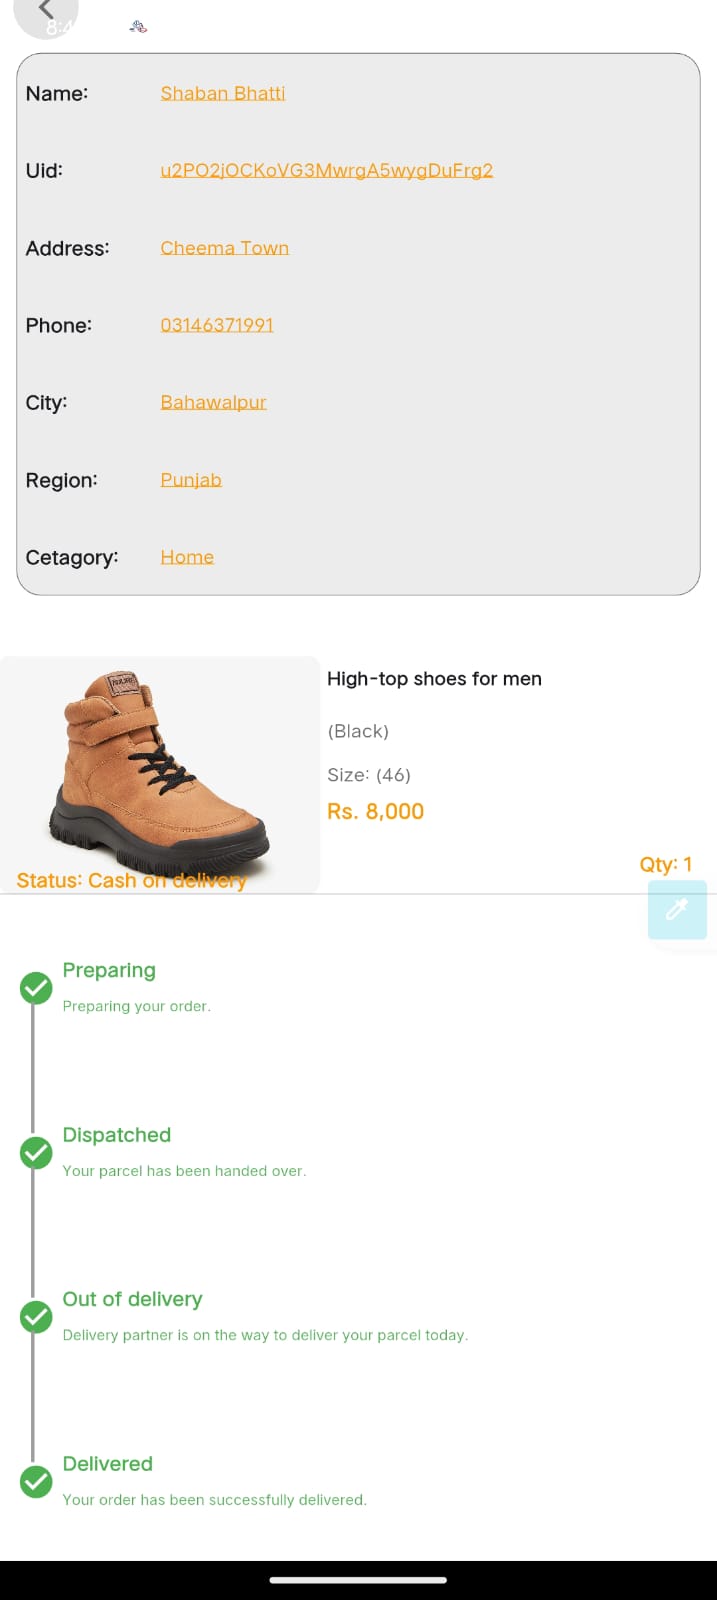 8:4
Name: Shaban Bhatti
Uid: u2PO2jOCKoVG3MwrgA5wygDuFrg2
Address: Cheema Town
Phone: 03146371991
City: Bahawalpur
Region: Punjab
Cetagory: Home
High-top shoes for men
(Black)
Size: (46)
Rs. 8,000
Qty: 1
Status: Cash on delivery
Preparing
Preparing your order.
Dispatched
Your parcel has been handed over.
Out of delivery
Delivery partner is on the way to deliver your parcel today.
Delivered
Your order has been successfully delivered.